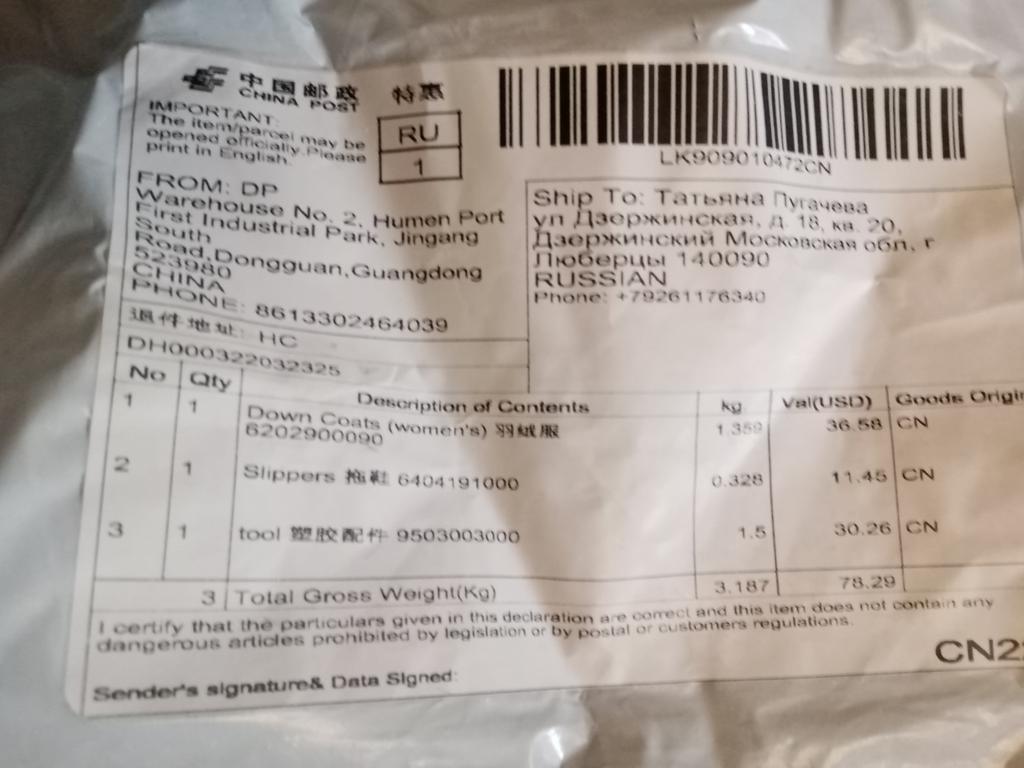 中国邮政
CHINA POST
特惠
IMPORTANT:
The item/parcel may be
opened officially.Please
print in English.
RU
1
LK909010472CN
FROM: DP
Warehouse No. 2, Humen Port
First Industrial Park, Jingang
South
Road,Dongguan,Guangdong
523980
CHINA
PHONE: 8613302464039
Ship To: Татьяна Пугачева
ул Дзержинская, д. 18, кв. 20,
Дзержинский Московская обл, г
Люберцы 140090
RUSSIAN
Phone: +79261176340
退件地址: HC
DH000322032325
No Qty Description of Contents kg Val(USD) Goods Origin
1 1 Down Coats (women's) 羽绒服 1.359 36.58 CN
6202900090
2 1 Slippers 拖鞋 6404191000 0.328 11.45 CN
3 1 tool 塑胶配件 9503003000 1.5 30.26 CN
3 Total Gross Weight(Kg) 3.187 78.29
I certify that the particulars given in this declaration are correct and this item does not contain any
dangerous articles prohibited by legislation or by postal or customers regulations.
Sender's signature& Data Signed:
CN22